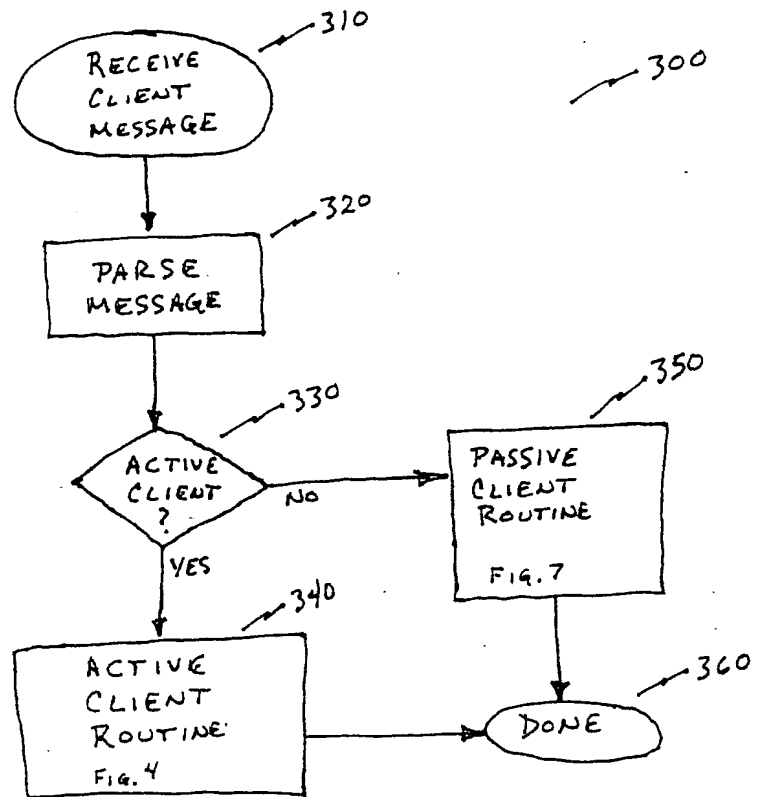 310
RECEIVE
CLIENT
MESSAGE
300
320
PARSE
MESSAGE
330
ACTIVE
CLIENT
?
NO
YES
350
PASSIVE
CLIENT
ROUTINE
FIG. 7
340
ACTIVE
CLIENT
ROUTINE
FIG. 4
360
DONE